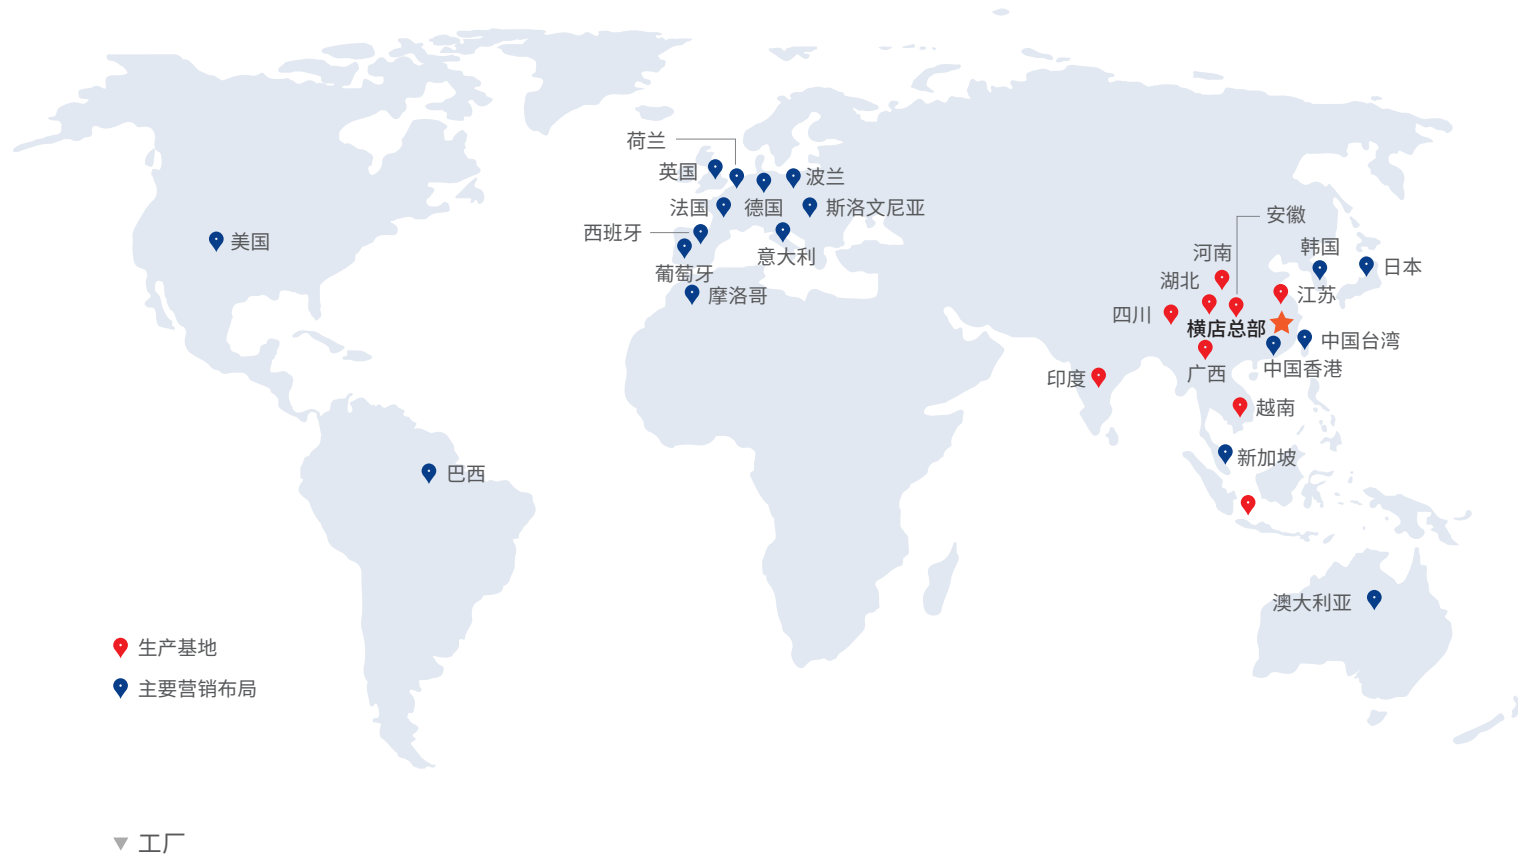 荷兰
英国
波兰
法国
德国
斯洛文尼亚
安徽
西班牙
美国
河南
韩国
意大利
日本
葡萄牙
湖北
摩洛哥
江苏
四川
横店总部
中国台湾
中国香港
广西
印度
越南
新加坡
巴西
澳大利亚
生产基地
主要营销布局
工厂